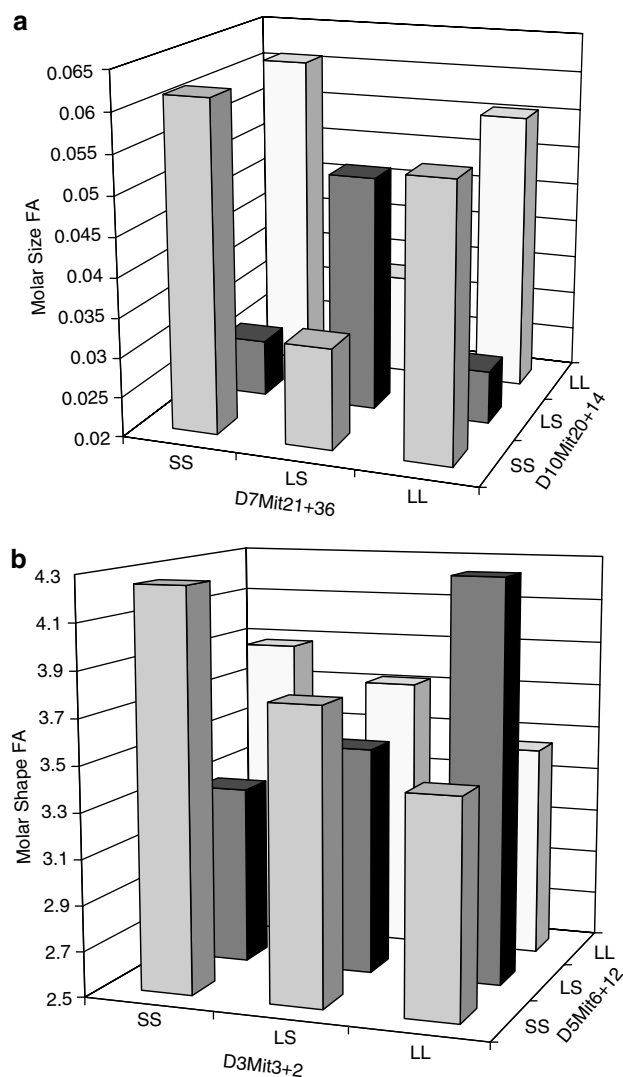 a
0.065
0.06
0.055
0.05
0.045
0.04
0.035
0.03
0.025
0.02
Molar Size FA
SS
LS
LL
D7Mit21+36
SS
LS
LL
D10Mit20+14
b
4.3
4.1
3.9
3.7
3.5
3.3
3.1
2.9
2.7
2.5
Molar Shape FA
SS
LS
LL
D3Mit3+2
SS
LS
LL
D5Mit6+12